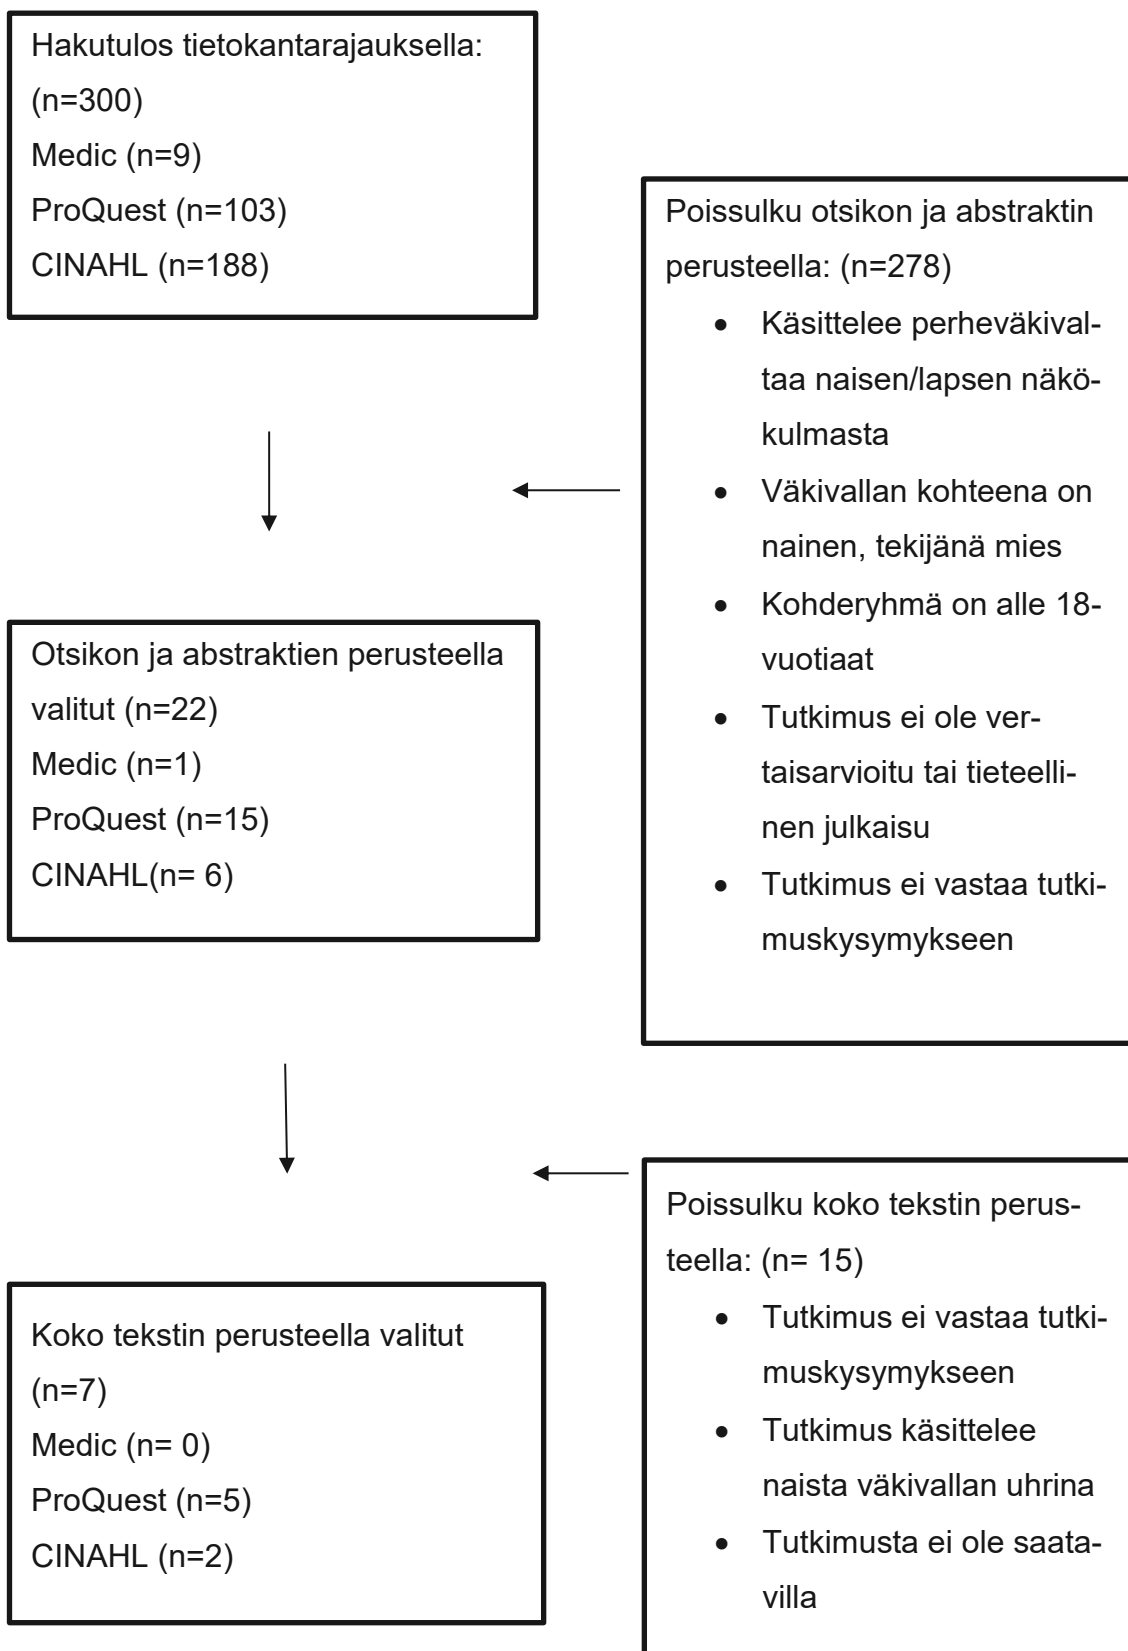 Hakutulos tietokantarajauksella:
(n=300)
Medic (n=9)
ProQuest (n=103)
CINAHL (n=188)
Poissulku otsikon ja abstraktin
perusteella: (n=278)
• Käsittelee perheväkival-
taa naisen/lapsen näkö-
kulmasta
• Väkivallan kohteena on
nainen, tekijänä mies
• Kohderyhmä on alle 18-
vuotiaat
• Tutkimus ei ole ver-
taisarvioitu tai tieteelli-
nen julkaisu
• Tutkimus ei vastaa tutki-
muskysymykseen
Otsikon ja abstraktien perusteella
valitut (n=22)
Medic (n=1)
ProQuest (n=15)
CINAHL(n= 6)
Poissulku koko tekstin perus-
teella: (n= 15)
• Tutkimus ei vastaa tutki-
muskysymykseen
• Tutkimus käsittelee
naista väkivallan uhrina
• Tutkimusta ei ole saata-
villa
Koko tekstin perusteella valitut
(n=7)
Medic (n= 0)
ProQuest (n=5)
CINAHL (n=2)